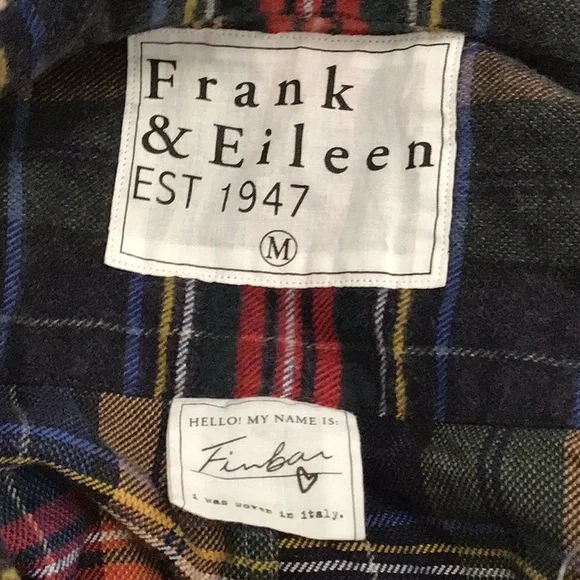 Frank
& Eileen
EST 1947
M
HELLO! MY NAME IS:
Finbar
i was woven in italy.